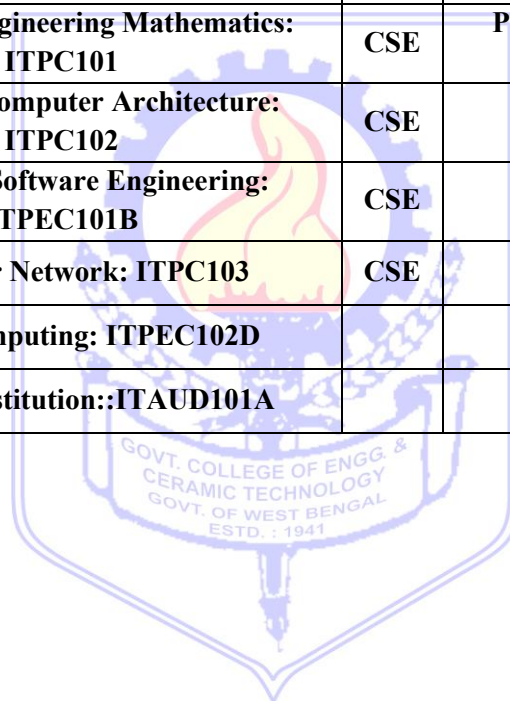 gineering Mathematics:
ITPC101
CSE
P
omputer Architecture:
ITPC102
CSE
Software Engineering:
TPEC101B
CSE
r Network: ITPC103
CSE
nputing: ITPEC102D
stitution::ITAUD101A
GOVT. COLLEGE OF ENGG. &
CERAMIC TECHNOLOGY
GOVT. OF WEST BENGAL
ESTD. : 1941